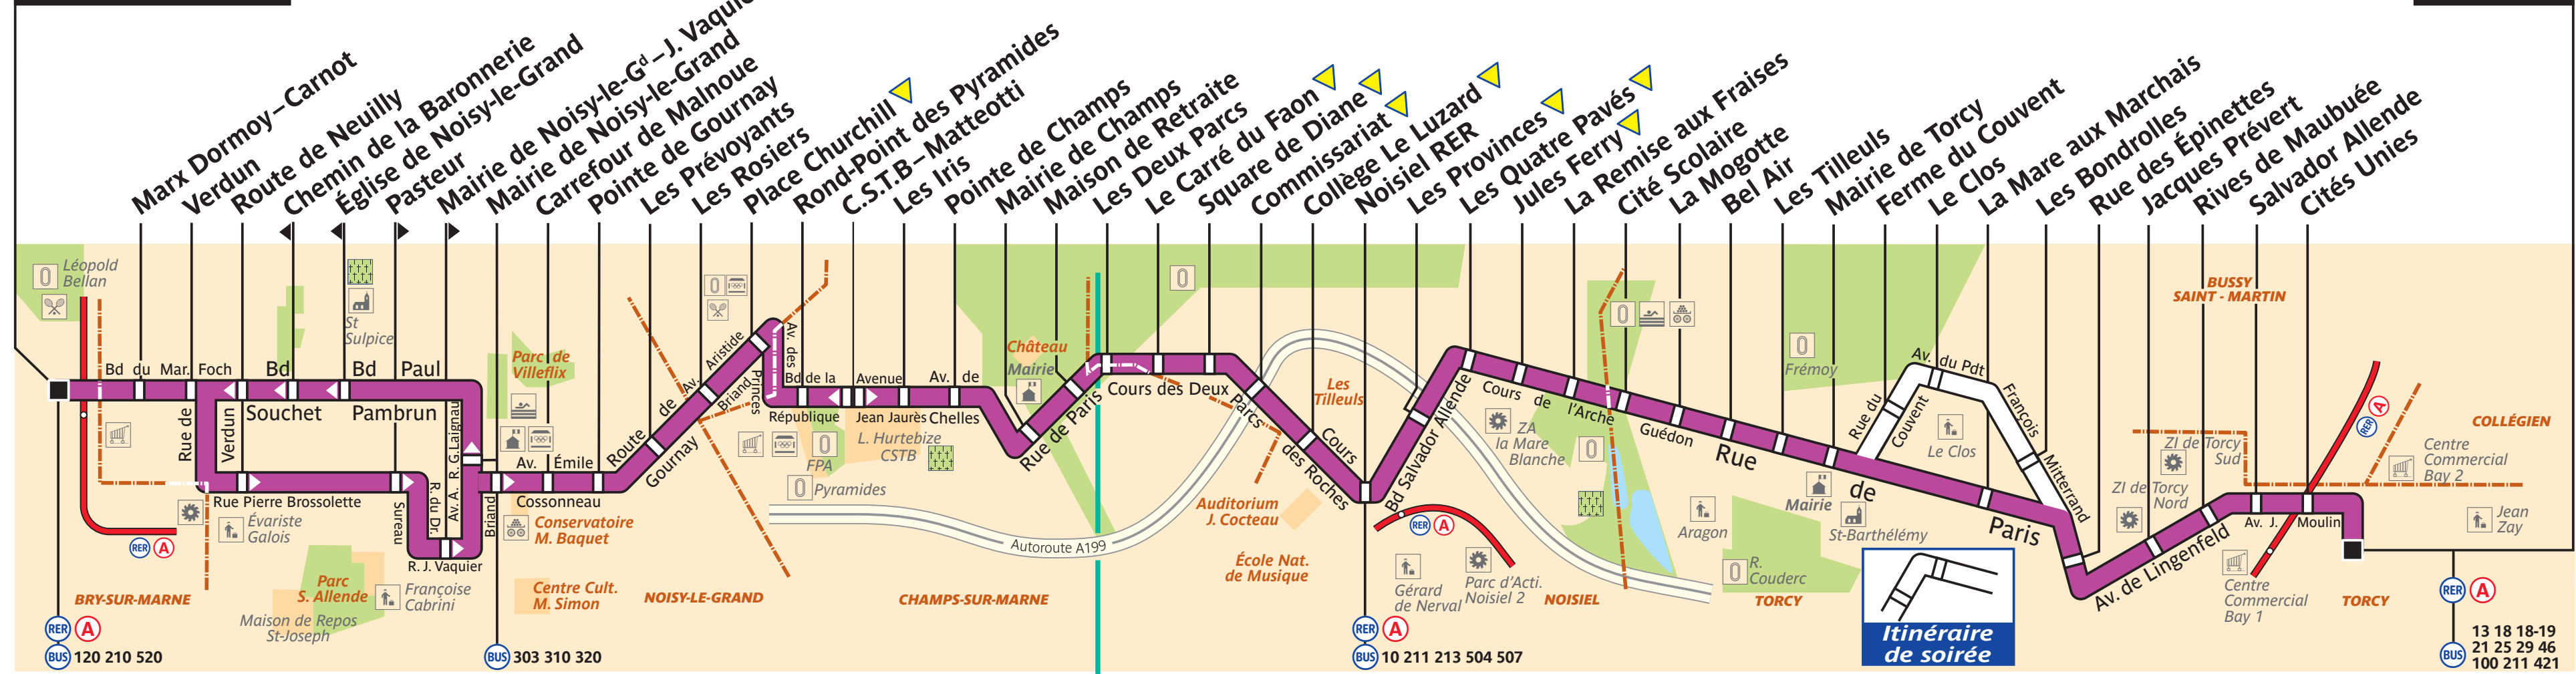 Marx Dormoy – Carnot
Verdun
Route de Neuilly
Chemin de la Baronnerie
Église de Noisy-le-Grand
Pasteur
Mairie de Noisy-le-Gd – J. Vaquier
Mairie de Noisy-le-Grand
Carrefour de Malnoue
Pointe de Gournay
Les Prévoyants
Les Rosiers
Place Churchill
Rond-Point des Pyramides
C.S.T.B – Matteotti
Les Iris
Pointe de Champs
Mairie de Champs
Maison de Retraite
Les Deux Parcs
Le Carré du Faon
Square de Diane
Commissariat
Collège Le Luzard
Noisiel RER
Les Provinces
Les Quatre Pavés
Jules Ferry
La Remise aux Fraises
Cité Scolaire
La Mogotte
Bel Air
Les Tilleuls
Mairie de Torcy
Ferme du Couvent
Le Clos
La Mare aux Marchais
Les Bondrolles
Rue des Épinettes
Jacques Prévert
Rives de Maubuée
Salvador Allende
Cités Unies
Léopold
Bellan
St
Sulpice
Bd du Mar. Foch
Bd Souchet
Bd Paul Pambrun
Rue de Verdun
Rue Pierre Brossolette
Sureau
R. du Dr.
R. J. Vaquier
Av. A. Briand
R. G. Laignau
Av. Émile
Cossonneau
Route de
Gournay
Av. Aristide
Briand
Av. des
Princes
Bd de la
République
Avenue
Jean Jaurès
Av. de
Chelles
Rue de Paris
Cours des Deux Parcs
Cours
des Roches
Bd Salvador Allende
Cours de l'Arche
Guédon
Rue de Paris
Rue du
Couvent
Av. du Pdt
François
Mitterrand
Av. de Lingenfeld
Av. J. Moulin
Parc de
Villeflix
Évariste
Galois
Parc
S. Allende
Maison de Repos
St-Joseph
Françoise
Cabrini
Conservatoire
M. Baquet
Centre Cult.
M. Simon
FPA
Pyramides
L. Hurtebize
CSTB
Château
Mairie
Autoroute A199
Les
Tilleuls
Auditorium
J. Cocteau
École Nat.
de Musique
Gérard
de Nerval
Parc d'Acti.
Noisiel 2
ZA
la Mare
Blanche
Aragon
R.
Couderc
Frémoy
Mairie
St-Barthélémy
Le Clos
ZI de Torcy
Sud
ZI de Torcy
Nord
Centre
Commercial
Bay 1
Centre
Commercial
Bay 2
Jean
Zay
BRY-SUR-MARNE
NOISY-LE-GRAND
CHAMPS-SUR-MARNE
NOISIEL
TORCY
BUSSY
SAINT - MARTIN
COLLÉGIEN
TORCY
Itinéraire
de soirée
RER A
RER A
RER A
RER A
BUS 120 210 520
BUS 303 310 320
RER A
BUS 10 211 213 504 507
RER A
BUS
13 18 18-19
21 25 29 46
100 211 421